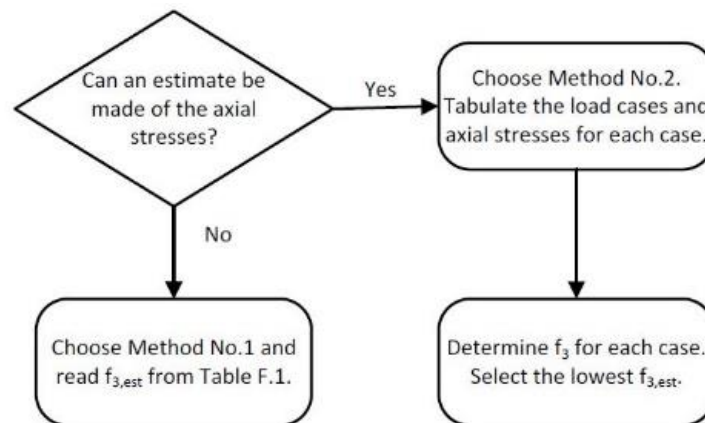 Can an estimate be
made of the axial
stresses?
Yes
Choose Method No.2.
Tabulate the load cases and
axial stresses for each case.
No
Choose Method No.1 and
read f3,est from Table F.1.
Determine f3 for each case.
Select the lowest f3,est.